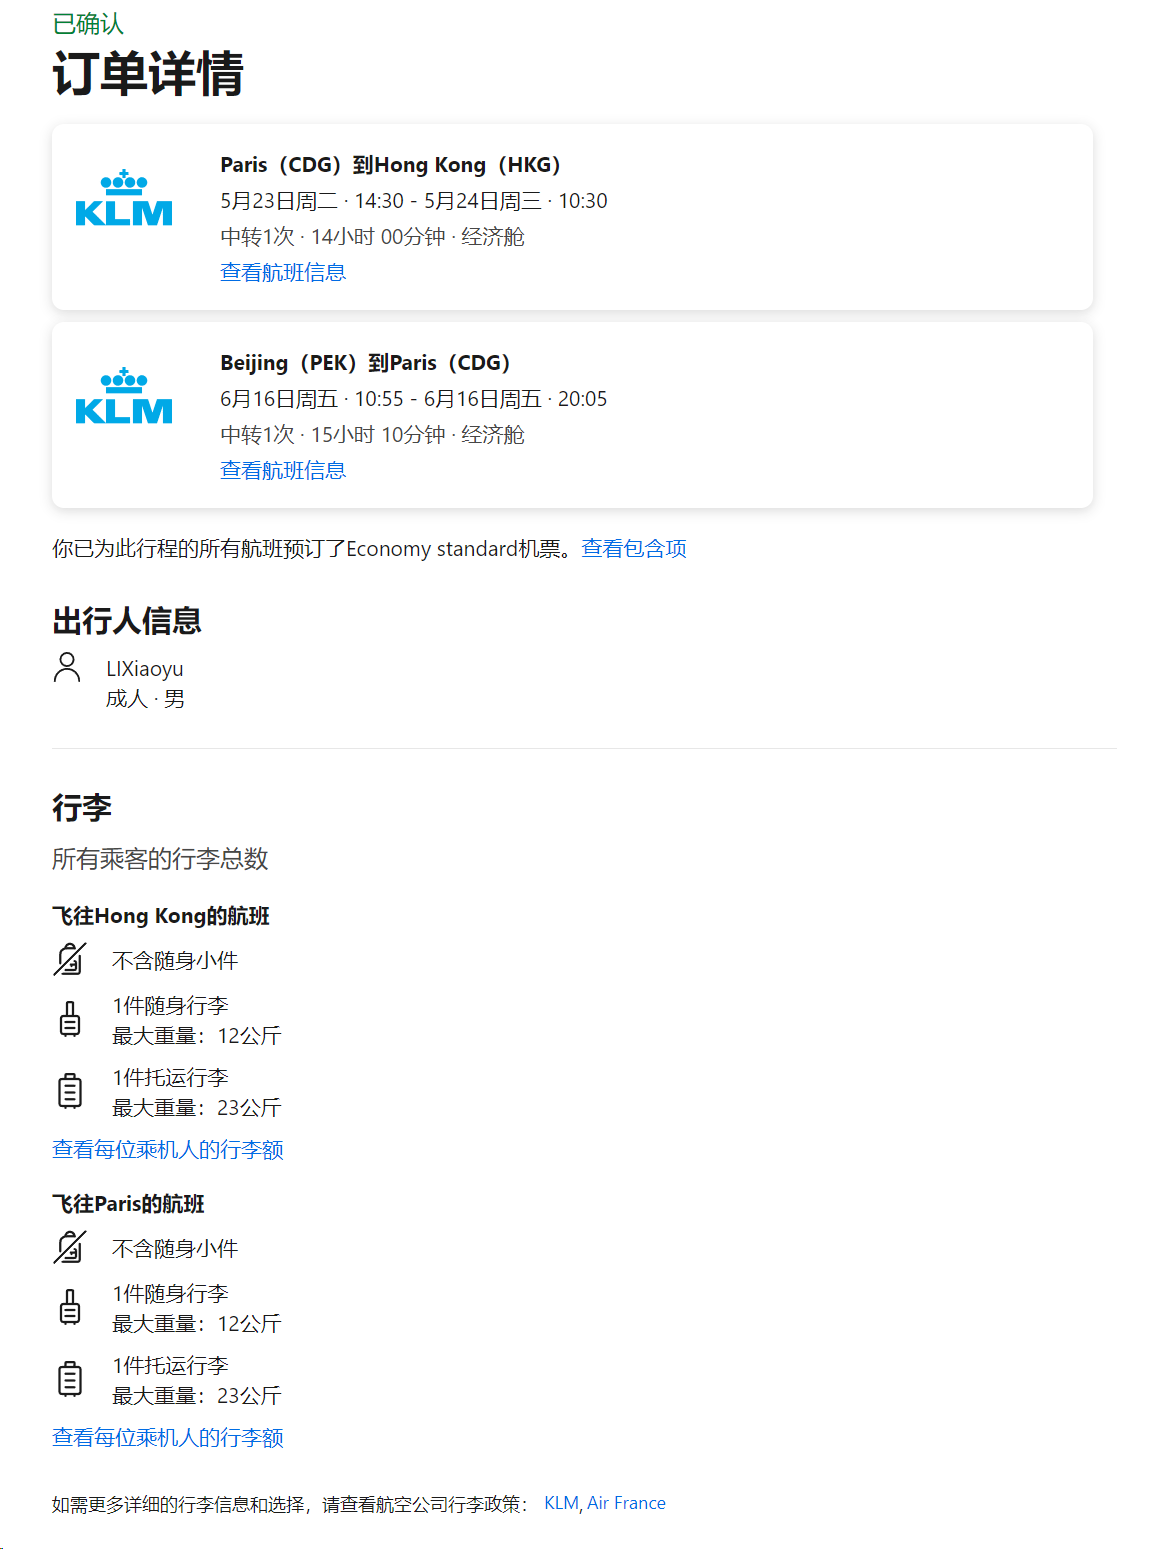 已确认
订单详情
KLM
Paris（CDG）到Hong Kong（HKG）
5月23日周二 · 14:30 - 5月24日周三 · 10:30
中转1次 · 14小时 00分钟 · 经济舱
查看航班信息
KLM
Beijing（PEK）到Paris（CDG）
6月16日周五 · 10:55 - 6月16日周五 · 20:05
中转1次 · 15小时 10分钟 · 经济舱
查看航班信息
你已为此行程的所有航班预订了Economy standard机票。查看包含项
出行人信息
LIXiaoyu
成人 · 男
行李
所有乘客的行李总数
飞往Hong Kong的航班
不含随身小件
1件随身行李
最大重量：12公斤
1件托运行李
最大重量：23公斤
查看每位乘机人的行李额
飞往Paris的航班
不含随身小件
1件随身行李
最大重量：12公斤
1件托运行李
最大重量：23公斤
查看每位乘机人的行李额
如需更多详细的行李信息和选择，请查看航空公司行李政策： KLM, Air France